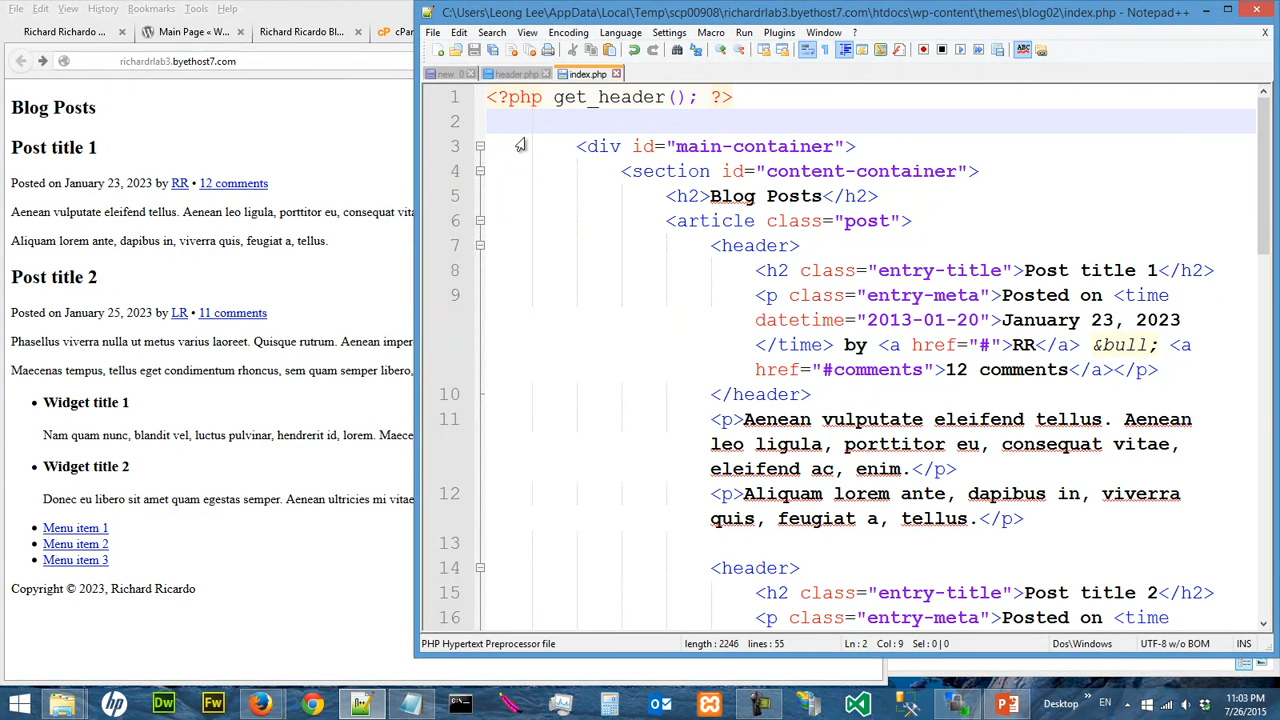 File Edit View History Bookmarks Tools Help
Richard Ricardo ... × Main Page « W... × Richard Ricardo Bl... × cPar
richardrlab3.byethost7.com
Blog Posts
Post title 1
Posted on January 23, 2023 by RR • 12 comments
Aenean vulputate eleifend tellus. Aenean leo ligula, porttitor eu, consequat vita
Aliquam lorem ante, dapibus in, viverra quis, feugiat a, tellus.
Post title 2
Posted on January 25, 2023 by LR • 11 comments
Phasellus viverra nulla ut metus varius laoreet. Quisque rutrum. Aenean imper
Maecenas tempus, tellus eget condimentum rhoncus, sem quam semper libero,
• Widget title 1
Nam quam nunc, blandit vel, luctus pulvinar, hendrerit id, lorem. Maece
• Widget title 2
Donec eu libero sit amet quam egestas semper. Aenean ultricies mi vitae
• Menu item 1
• Menu item 2
• Menu item 3
Copyright © 2023, Richard Ricardo
C:\Users\Leong Lee\AppData\Local\Temp\scp00908\richardrlab3.byethost7.com\htdocs\wp-content\themes\blog02\index.php - Notepad++
File Edit Search View Encoding Language Settings Macro Run Plugins Window ? X
new 0 header.php index.php
1 <?php get_header(); ?>
2
3 <div id="main-container">
4 <section id="content-container">
5 <h2>Blog Posts</h2>
6 <article class="post">
7 <header>
8 <h2 class="entry-title">Post title 1</h2>
9 <p class="entry-meta">Posted on <time
datetime="2013-01-20">January 23, 2023
</time> by <a href="#">RR</a> &bull; <a
href="#comments">12 comments</a></p>
10 </header>
11 <p>Aenean vulputate eleifend tellus. Aenean
leo ligula, porttitor eu, consequat vitae,
eleifend ac, enim.</p>
12 <p>Aliquam lorem ante, dapibus in, viverra
quis, feugiat a, tellus.</p>
13
14 <header>
15 <h2 class="entry-title">Post title 2</h2>
16 <p class="entry-meta">Posted on <time
PHP Hypertext Preprocessor file length : 2246 lines : 55 Ln : 2 Col : 9 Sel : 0 | 0 Dos\Windows UTF-8 w/o BOM INS
Desktop EN 11:03 PM
7/26/2015